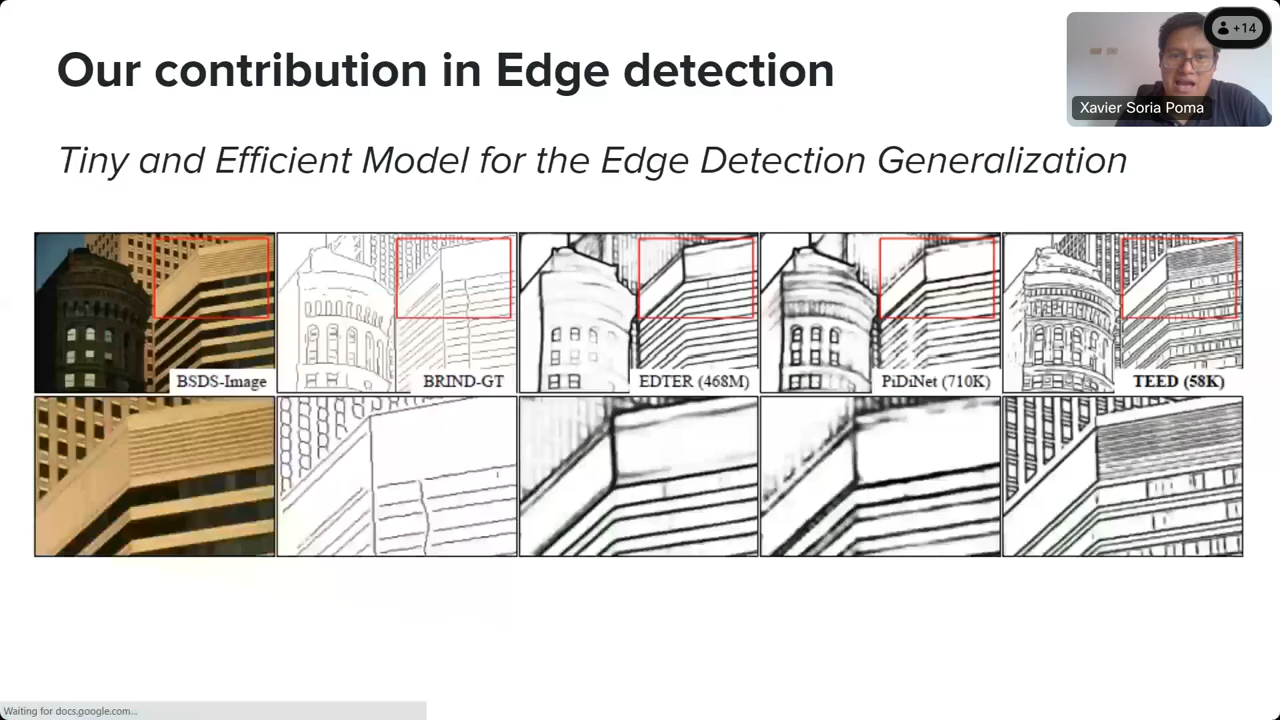 Our contribution in Edge detection
+14
Xavier Soria Poma
Tiny and Efficient Model for the Edge Detection Generalization
BSDS-Image
BRIND-GT
EDTER (468M)
PiDiNet (710K)
TEED (58K)
Waiting for docs.google.com...